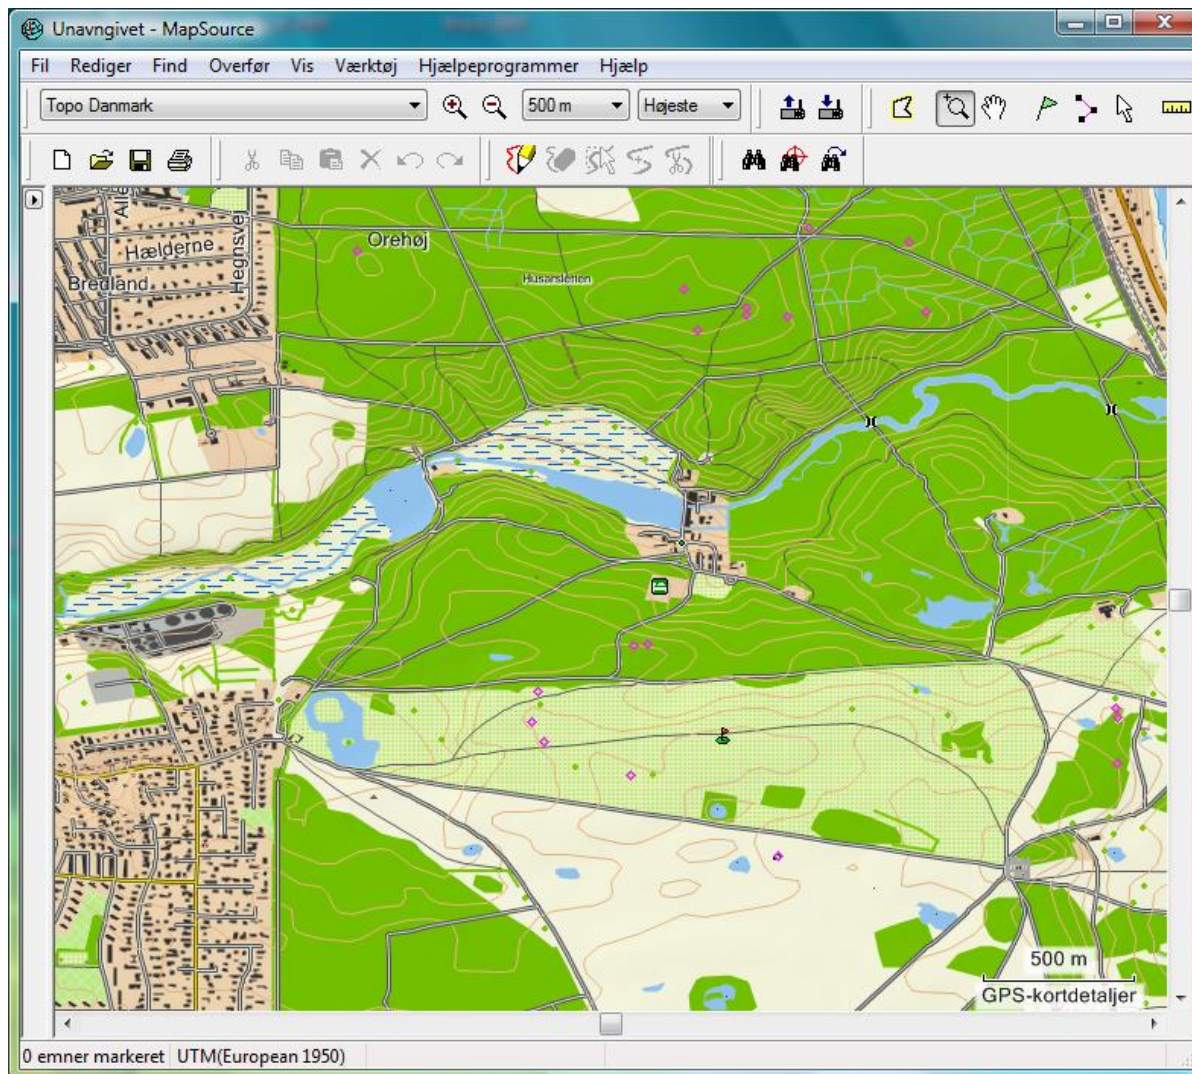 Unavngivet - MapSource
Fil Rediger Find Overfør Vis Værktøj Hjælpeprogrammer Hjælp
Topo Danmark 500 m Højeste
Alle
Hælderne
Hegnsvej
Orehøj
Bredland
Husarsletten
500 m
GPS-kortdetaljer
0 emner markeret UTM(European 1950)